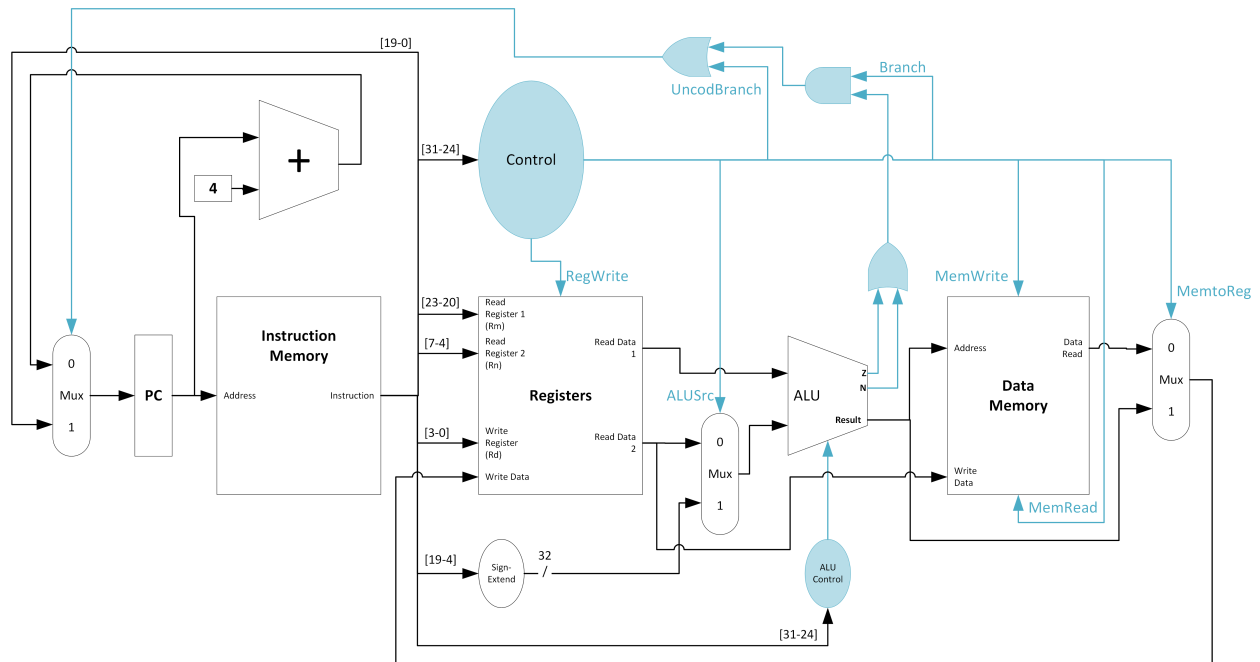 [19-0]
Branch
UncodBranch
+
4
[31-24]
Control
RegWrite
MemWrite
MemtoReg
[23-20]
[7-4]
[3-0]
[19-4]
0
Mux
1
PC
Instruction
Memory
Address
Instruction
Read
Register 1
(Rm)
Read
Register 2
(Rn)
Read Data
1
Registers
Write
Register
(Rd)
Read Data
2
Write Data
ALUSrc
0
Mux
1
ALU
Z
N
Result
Address
Data
Read
Data
Memory
Write
Data
MemRead
0
Mux
1
Sign-
Extend
32
/
ALU
Control
[31-24]